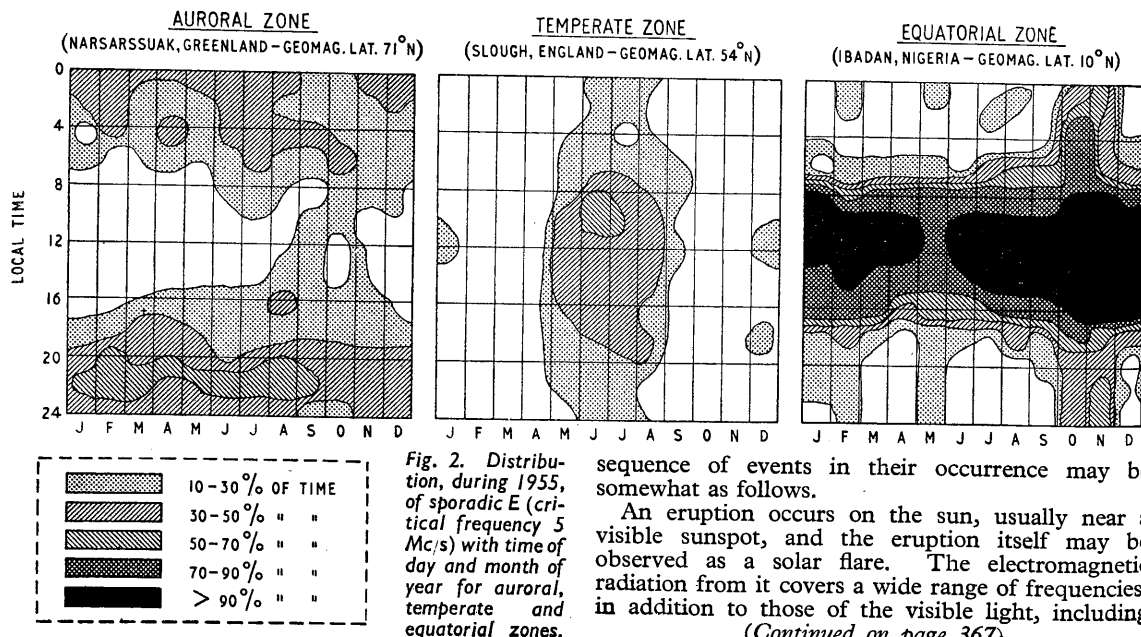 AURORAL ZONE
(NARSARSSUAK, GREENLAND – GEOMAG. LAT. 71°N)
TEMPERATE ZONE
(SLOUGH, ENGLAND – GEOMAG. LAT. 54°N)
EQUATORIAL ZONE
(IBADAN, NIGERIA – GEOMAG. LAT. 10°N)
LOCAL TIME
0
4
8
12
16
20
24
J F M A M J J A S O N D
J F M A M J J A S O N D
J F M A M J J A S O N D
10-30% OF TIME
30-50% " "
50-70% " "
70-90% " "
> 90% " "
Fig. 2. Distribu-
tion, during 1955,
of sporadic E (cri-
tical frequency 5
Mc/s) with time of
day and month of
year for auroral,
temperate and
equatorial zones.
sequence of events in their occurrence may be
somewhat as follows.
An eruption occurs on the sun, usually near a
visible sunspot, and the eruption itself may be
observed as a solar flare. The electromagnetic
radiation from it covers a wide range of frequencies
in addition to those of the visible light, including
(Continued on page 367)